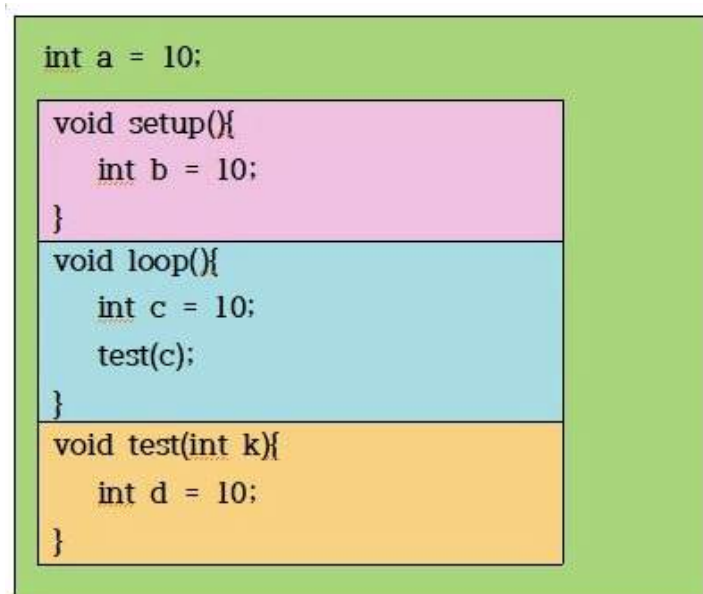 int a = 10;
void setup(){
int b = 10;
}
void loop(){
int c = 10;
test(c);
}
void test(int k){
int d = 10;
}